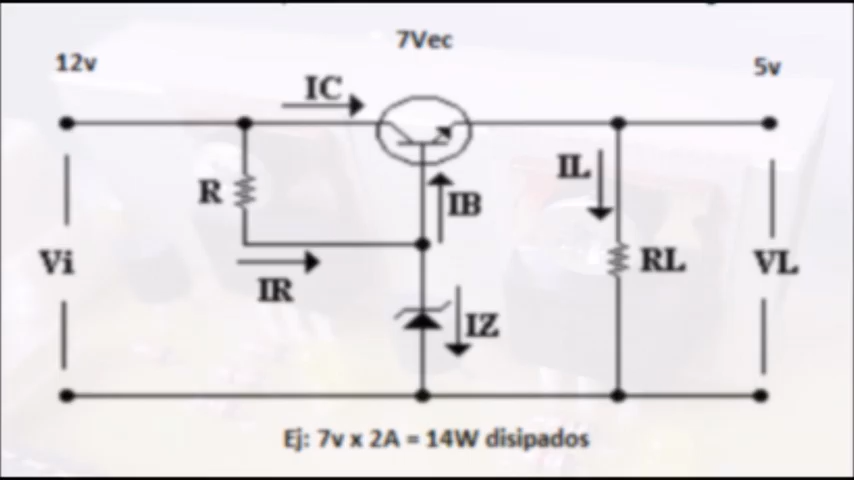 7Vec
12v
5v
IC
IL
R
IB
Vi
RL
VL
IR
IZ
Ej: 7v x 2A = 14W disipados